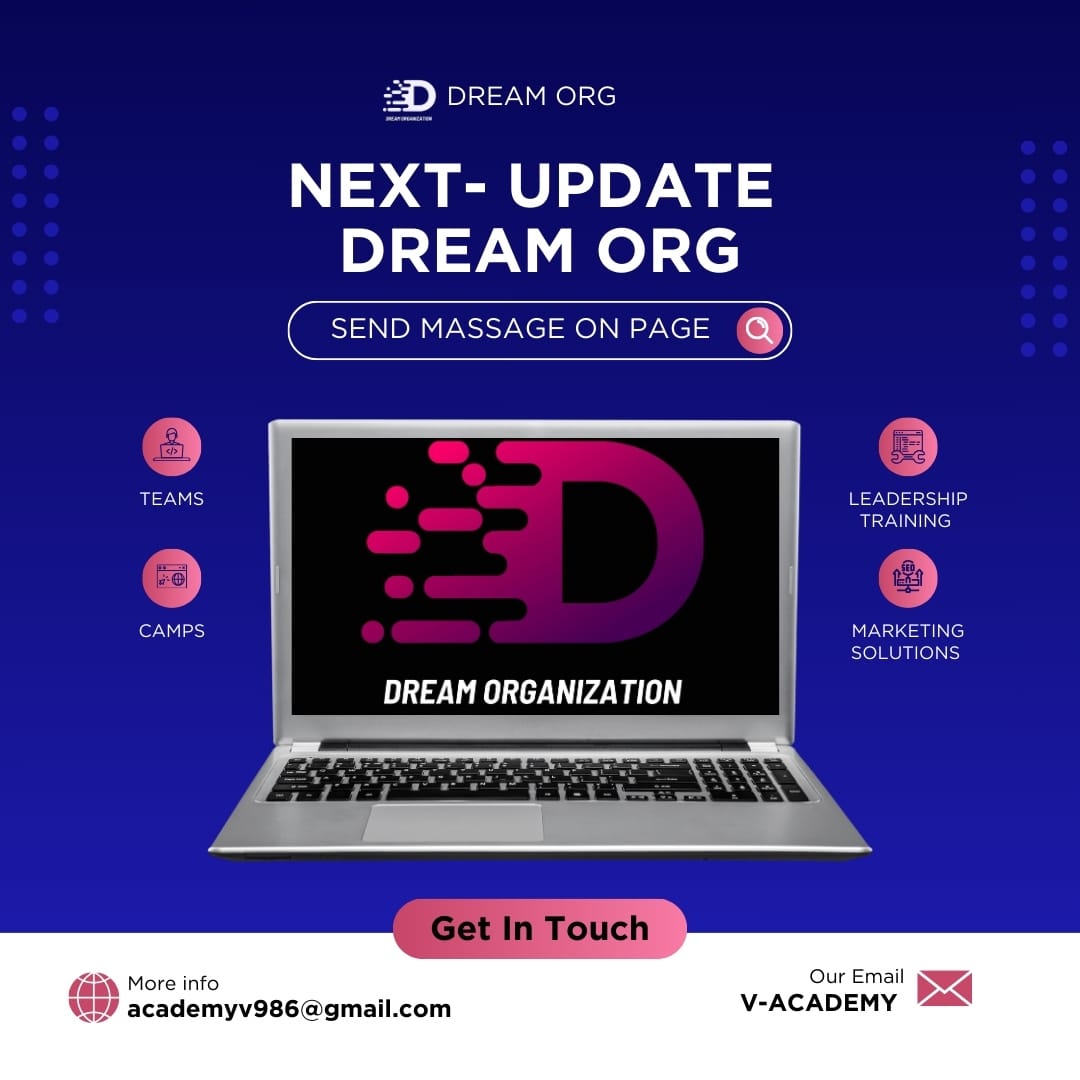 DREAM ORGANIZATION
DREAM ORG
NEXT- UPDATE
DREAM ORG
SEND MASSAGE ON PAGE
TEAMS
CAMPS
LEADERSHIP
TRAINING
SEO
MARKETING
SOLUTIONS
D
DREAM ORGANIZATION
Get In Touch
More info
academyv986@gmail.com
Our Email
V-ACADEMY